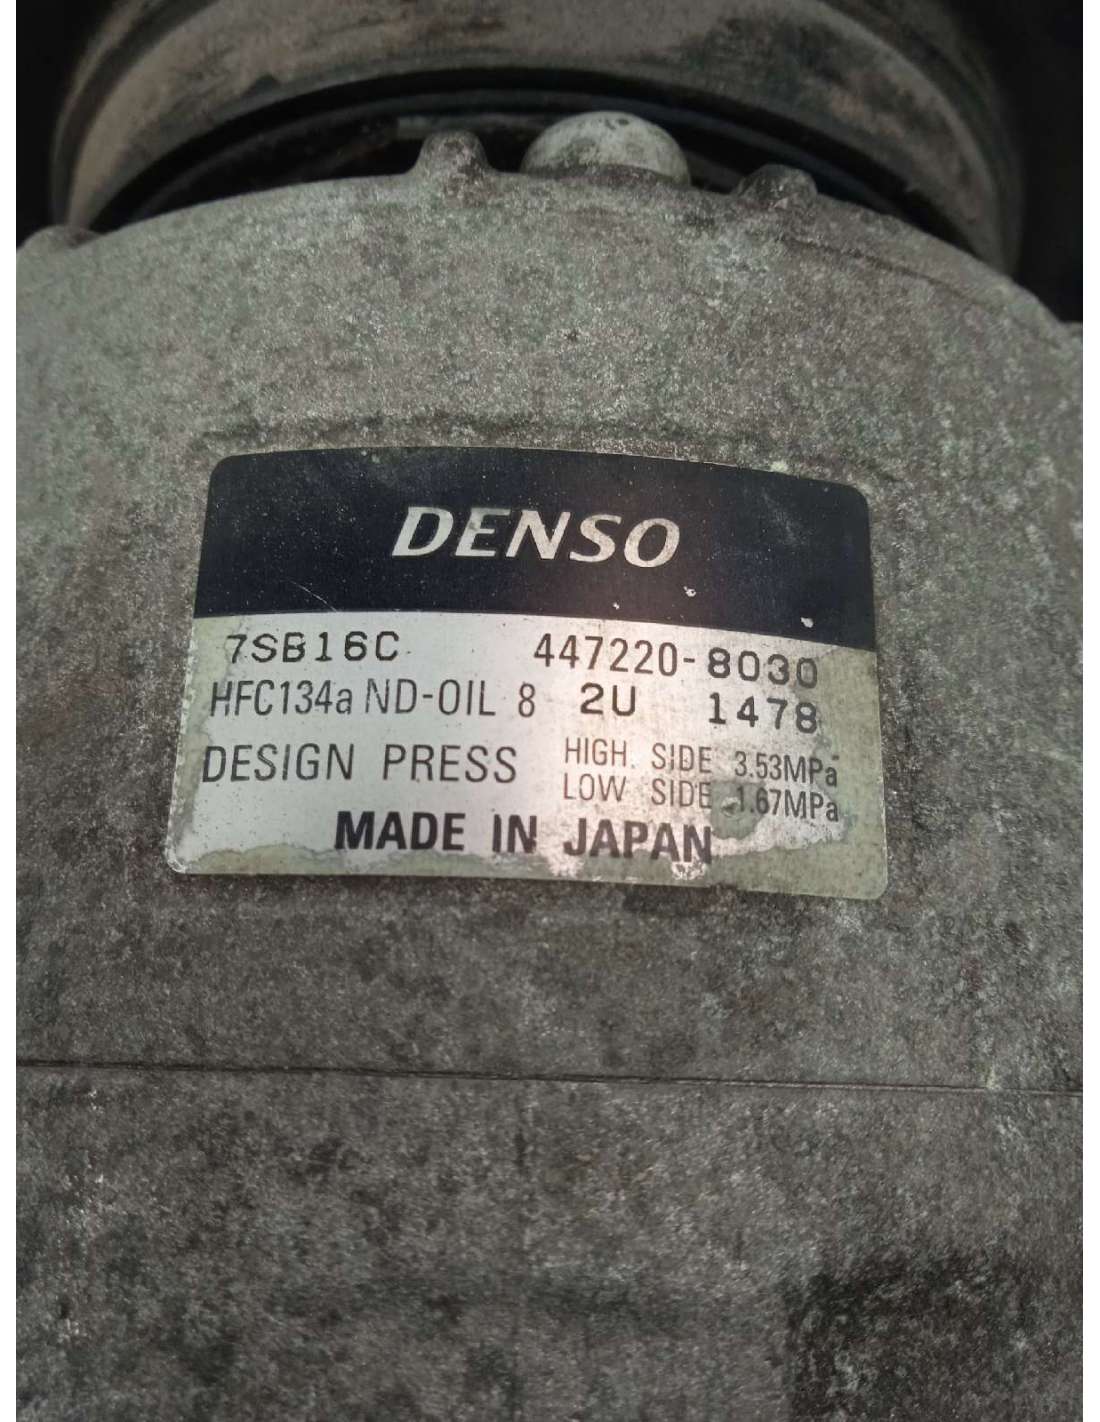 DENSO
7SB16C 447220-8030
HFC134a ND-OIL 8 2U 1478
DESIGN PRESS HIGH. SIDE 3.53MPa
LOW SIDE 1.67MPa
MADE IN JAPAN